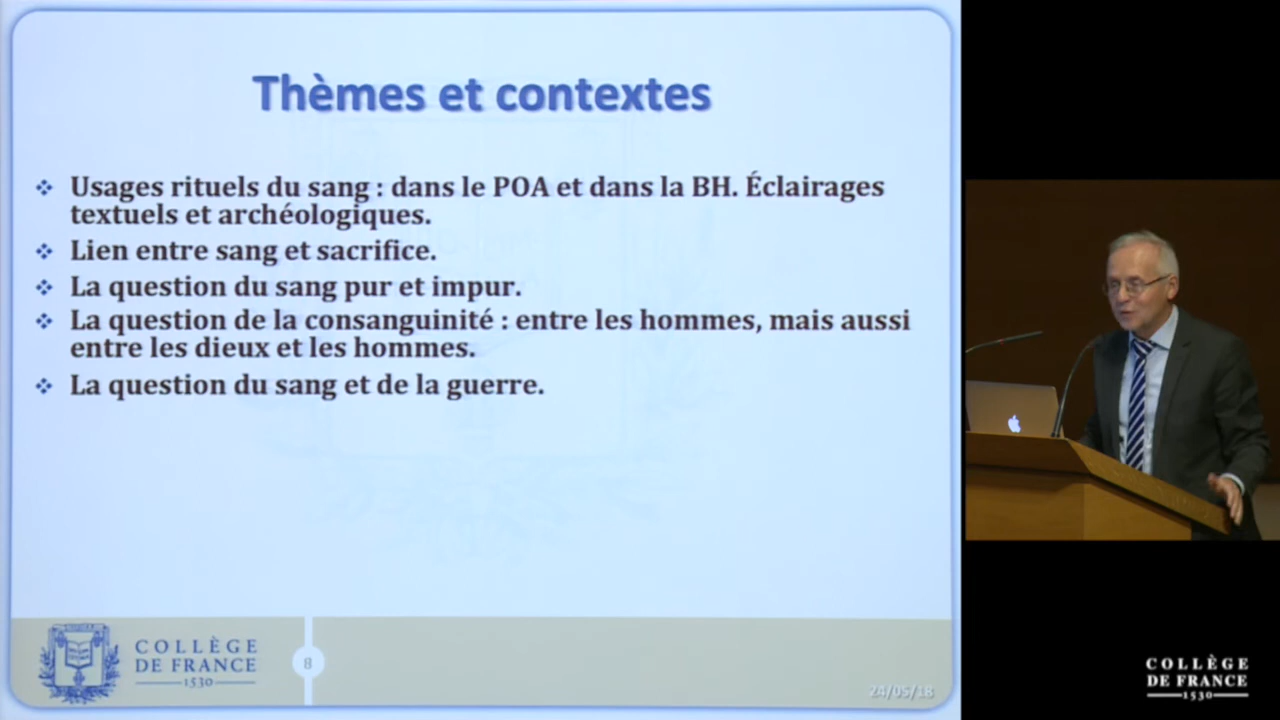 Thèmes et contextes
Usages rituels du sang : dans le POA et dans la BH. Éclairages
textuels et archéologiques.
Lien entre sang et sacrifice.
La question du sang pur et impur.
La question de la consanguinité : entre les hommes, mais aussi
entre les dieux et les hommes.
La question du sang et de la guerre.
COLLÈGE
DE FRANCE
1530
8
24/05/18
COLLÈGE
DE FRANCE
1530